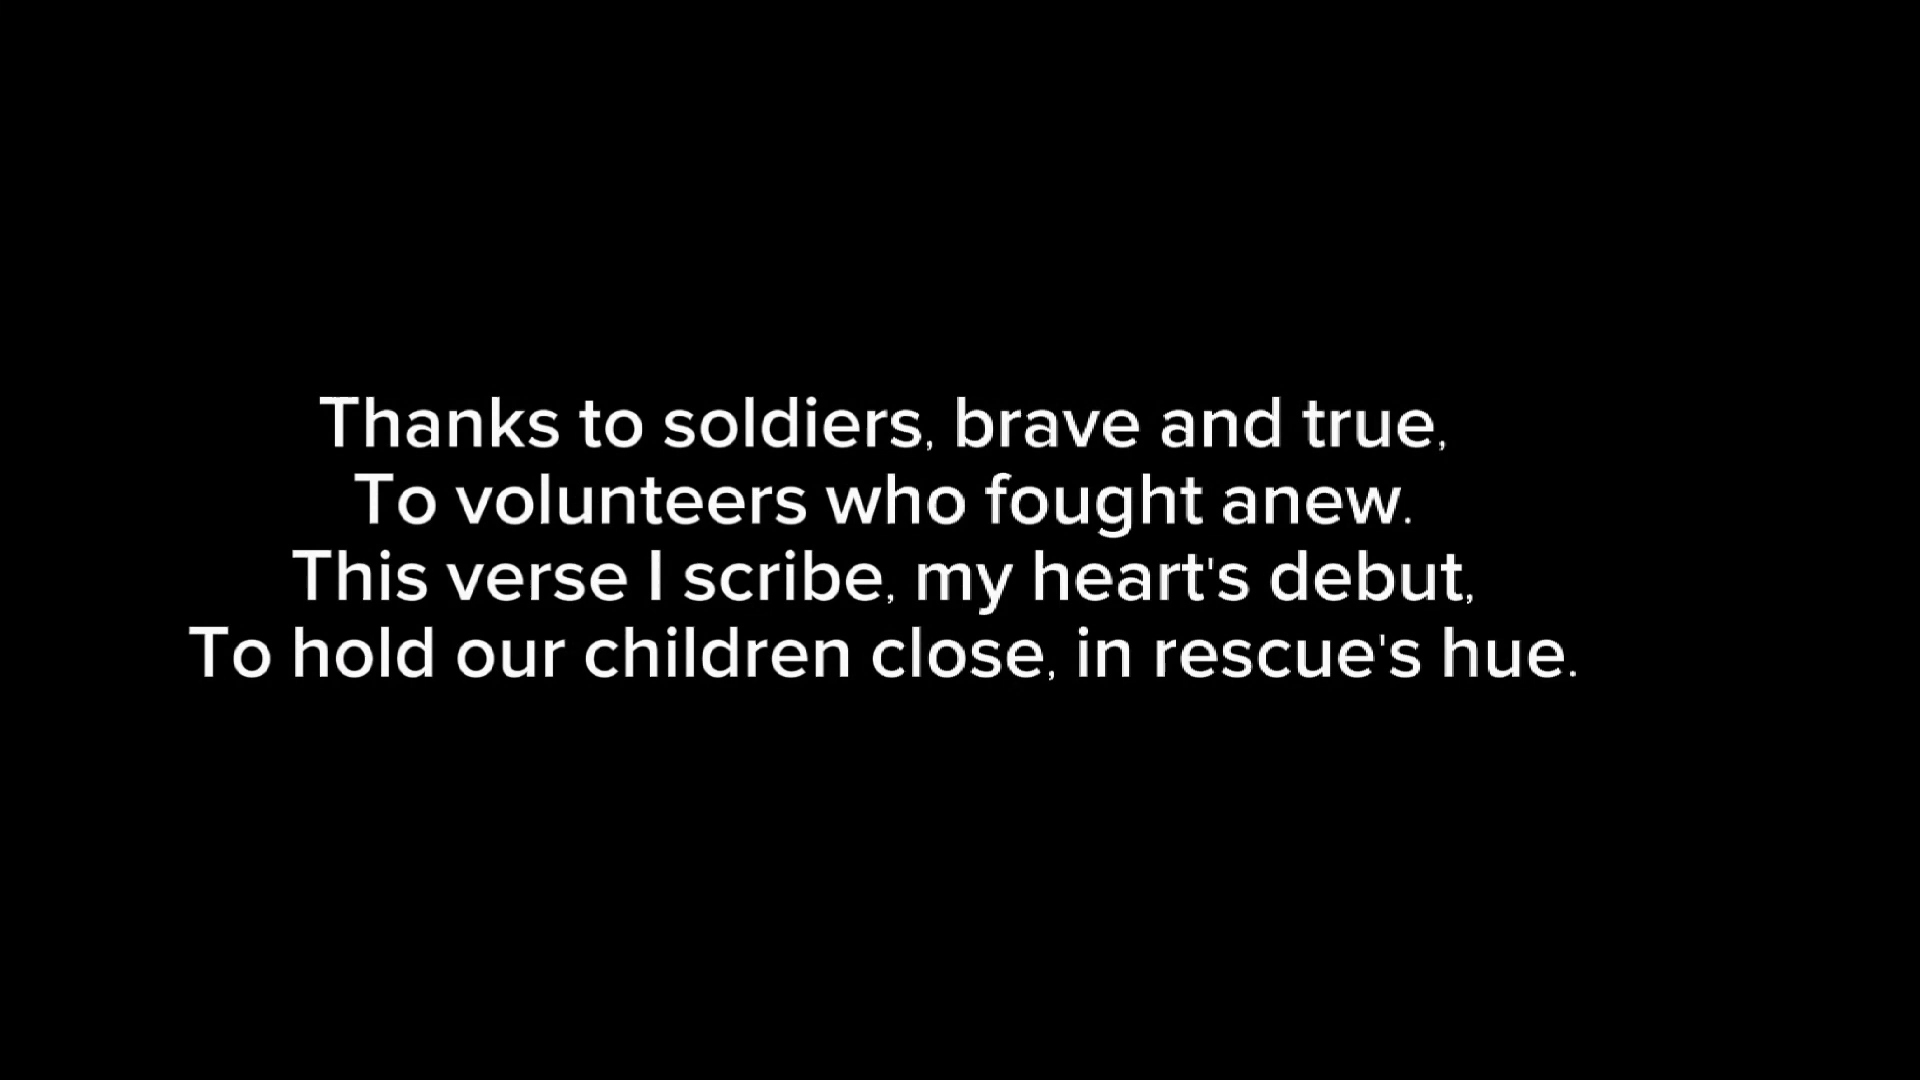 Thanks to soldiers, brave and true,
To volunteers who fought anew.
This verse I scribe, my heart's debut,
To hold our children close, in rescue's hue.